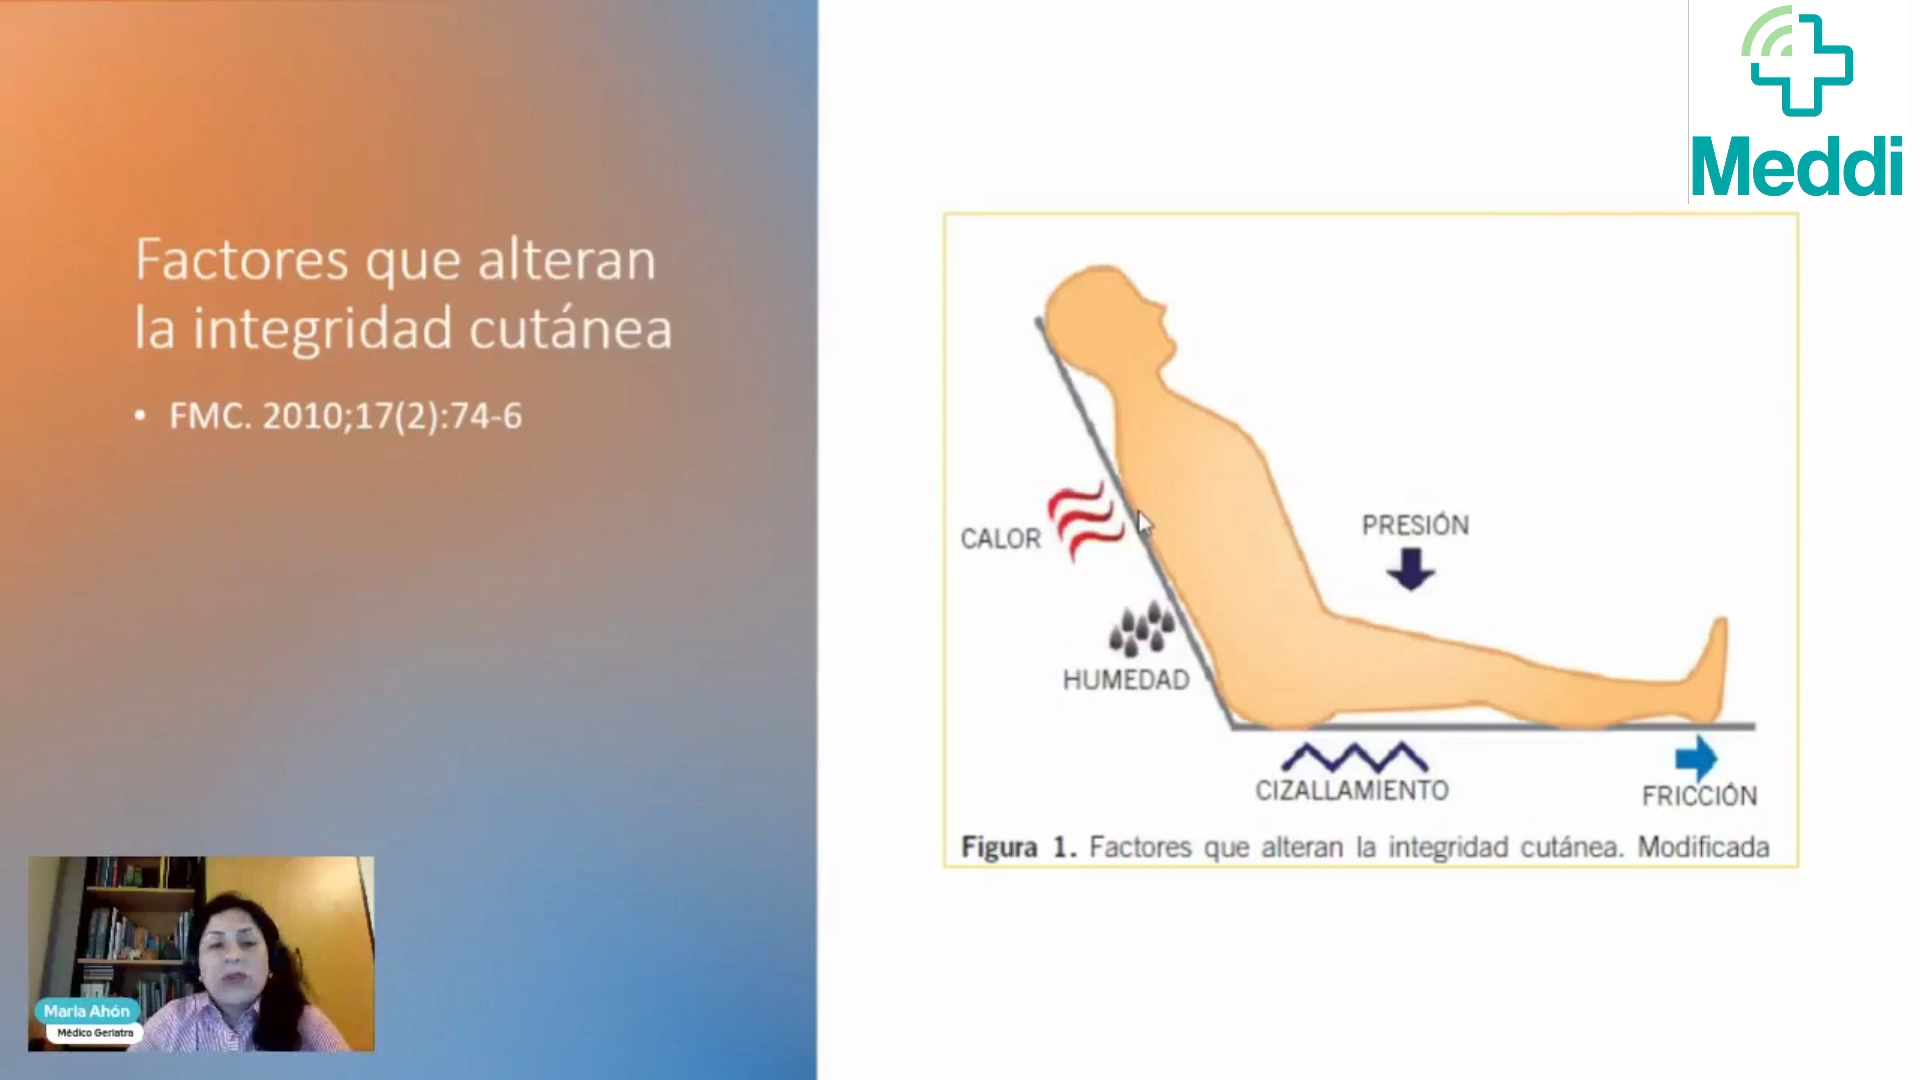 Meddi
Factores que alteran
la integridad cutánea
• FMC. 2010;17(2):74-6
CALOR
PRESIÓN
HUMEDAD
CIZALLAMIENTO
FRICCIÓN
Figura 1. Factores que alteran la integridad cutánea. Modificada
María Ahón
Médico Geriatra